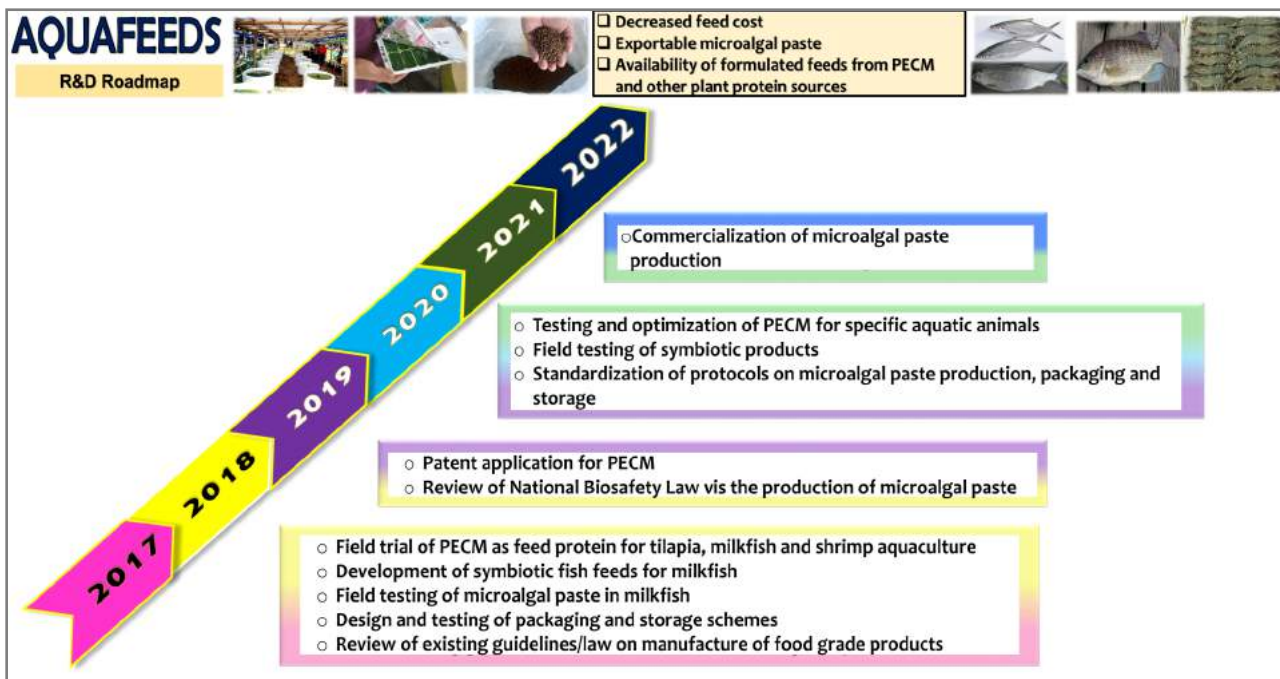 AQUAFEEDS
R&D Roadmap
❑ Decreased feed cost
❑ Exportable microalgal paste
❑ Availability of formulated feeds from PECM
and other plant protein sources
2022
2021
2020
2019
2018
2017
○Commercialization of microalgal paste
production
○ Testing and optimization of PECM for specific aquatic animals
○ Field testing of symbiotic products
○ Standardization of protocols on microalgal paste production, packaging and
storage
○ Patent application for PECM
○ Review of National Biosafety Law vis the production of microalgal paste
○ Field trial of PECM as feed protein for tilapia, milkfish and shrimp aquaculture
○ Development of symbiotic fish feeds for milkfish
○ Field testing of microalgal paste in milkfish
○ Design and testing of packaging and storage schemes
○ Review of existing guidelines/law on manufacture of food grade products